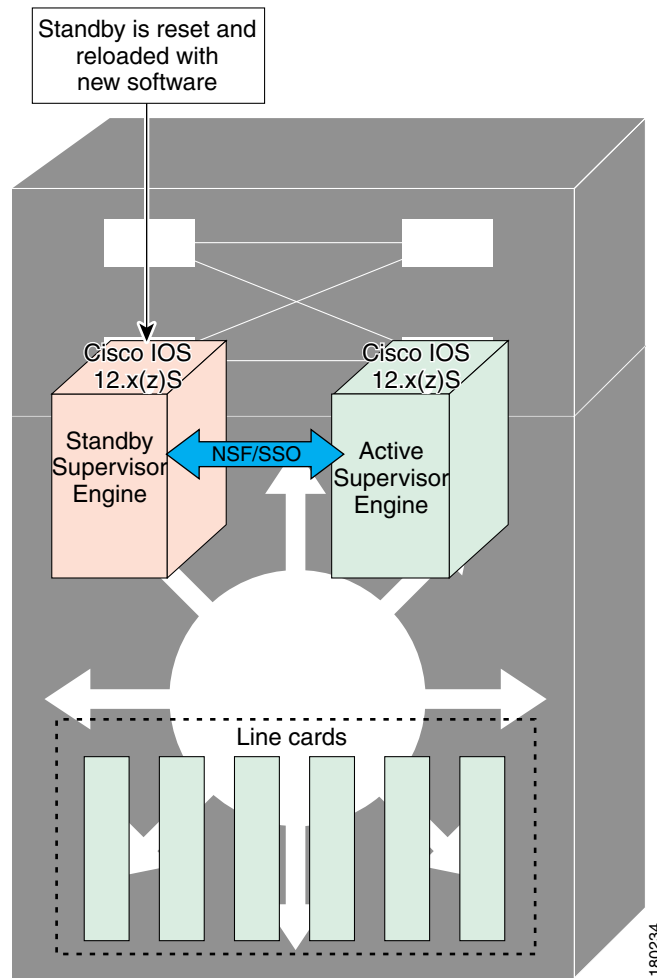 Standby is reset and
reloaded with
new software
Cisco IOS
12.x(z)S
Cisco IOS
12.x(z)S
Standby
Supervisor
Engine
NSF/SSO
Active
Supervisor
Engine
Line cards
180234